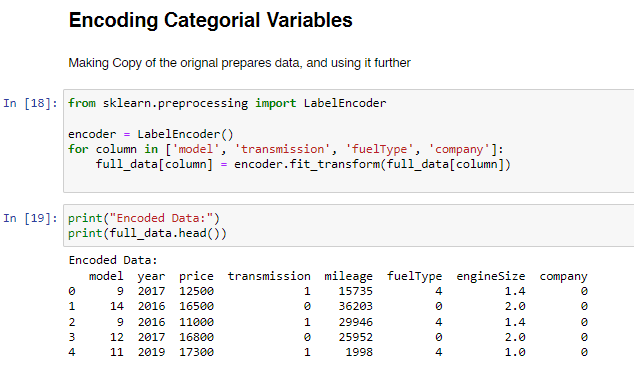 Encoding Categorial Variables
Making Copy of the orignal prepares data, and using it further
In [18]: from sklearn.preprocessing import LabelEncoder

encoder = LabelEncoder()
for column in ['model', 'transmission', 'fuelType', 'company']:
    full_data[column] = encoder.fit_transform(full_data[column])

In [19]: print("Encoded Data:")
print(full_data.head())

Encoded Data:
   model  year  price  transmission  mileage  fuelType  engineSize  company
0      9  2017  12500             1    15735         4         1.4        0
1     14  2016  16500             0    36203         0         2.0        0
2      9  2016  11000             1    29946         4         1.4        0
3     12  2017  16800             0    25952         0         2.0        0
4     11  2019  17300             1     1998         4         1.0        0